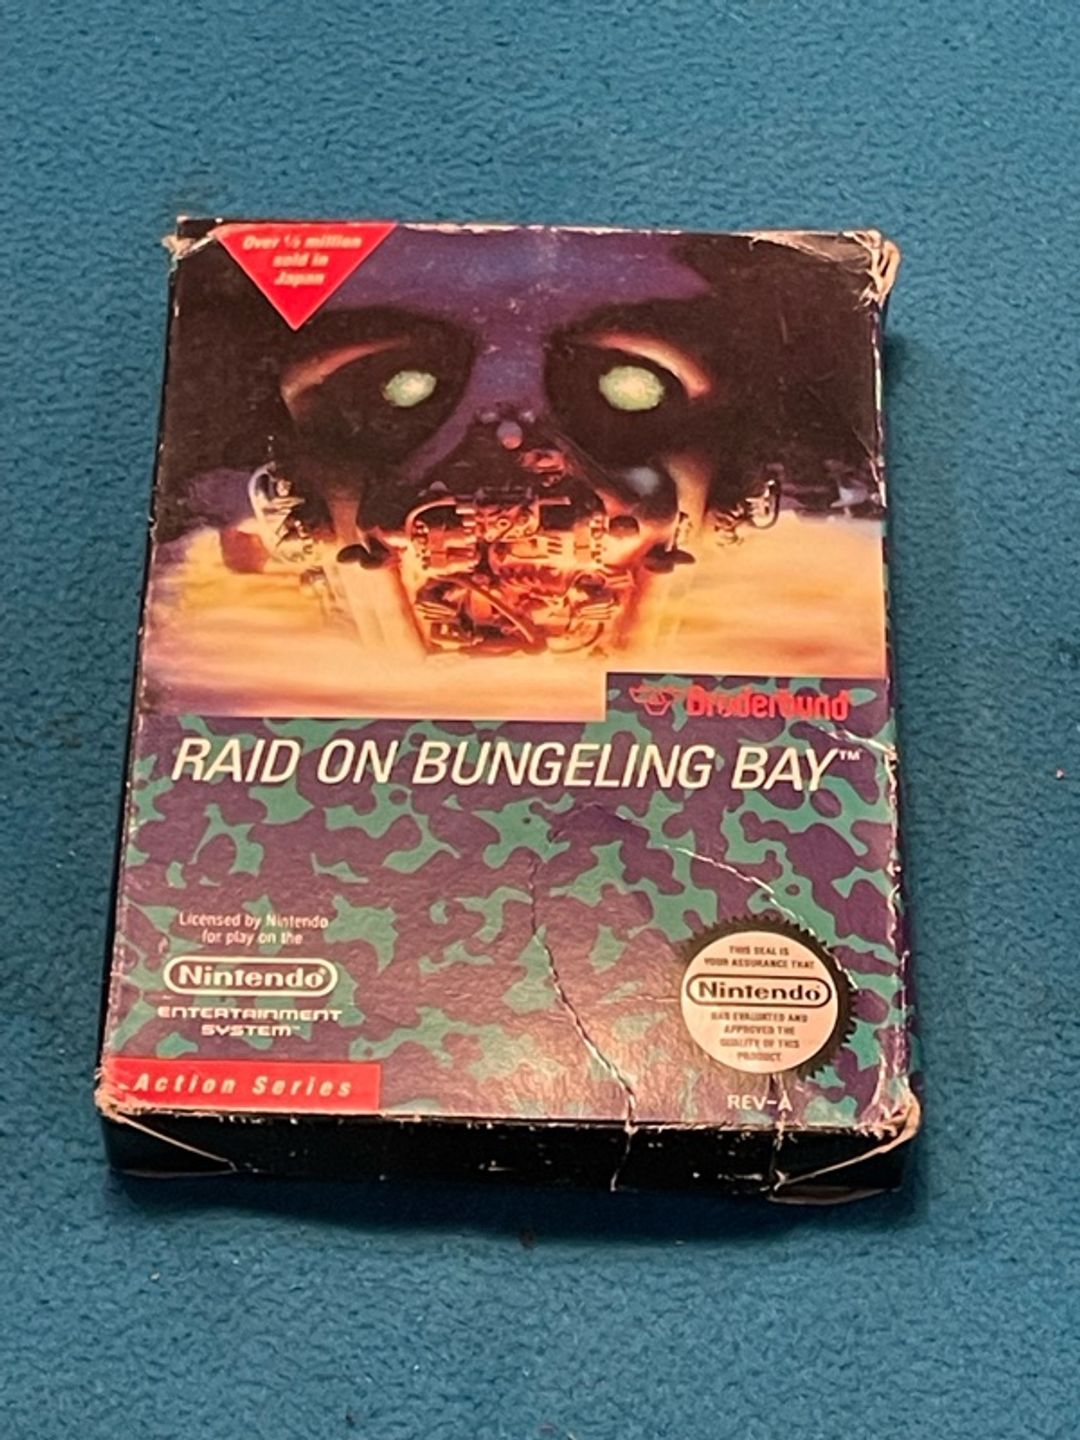 Over ½ million
sold in
Japan
Brøderbund
RAID ON BUNGELING BAY™
Licensed by Nintendo
for play on the
Nintendo®
ENTERTAINMENT
SYSTEM™
Action Series
THIS SEAL IS
YOUR ASSURANCE THAT
Nintendo®
HAS EVALUATED AND
APPROVED THE
QUALITY OF THIS
PRODUCT.
REV-A